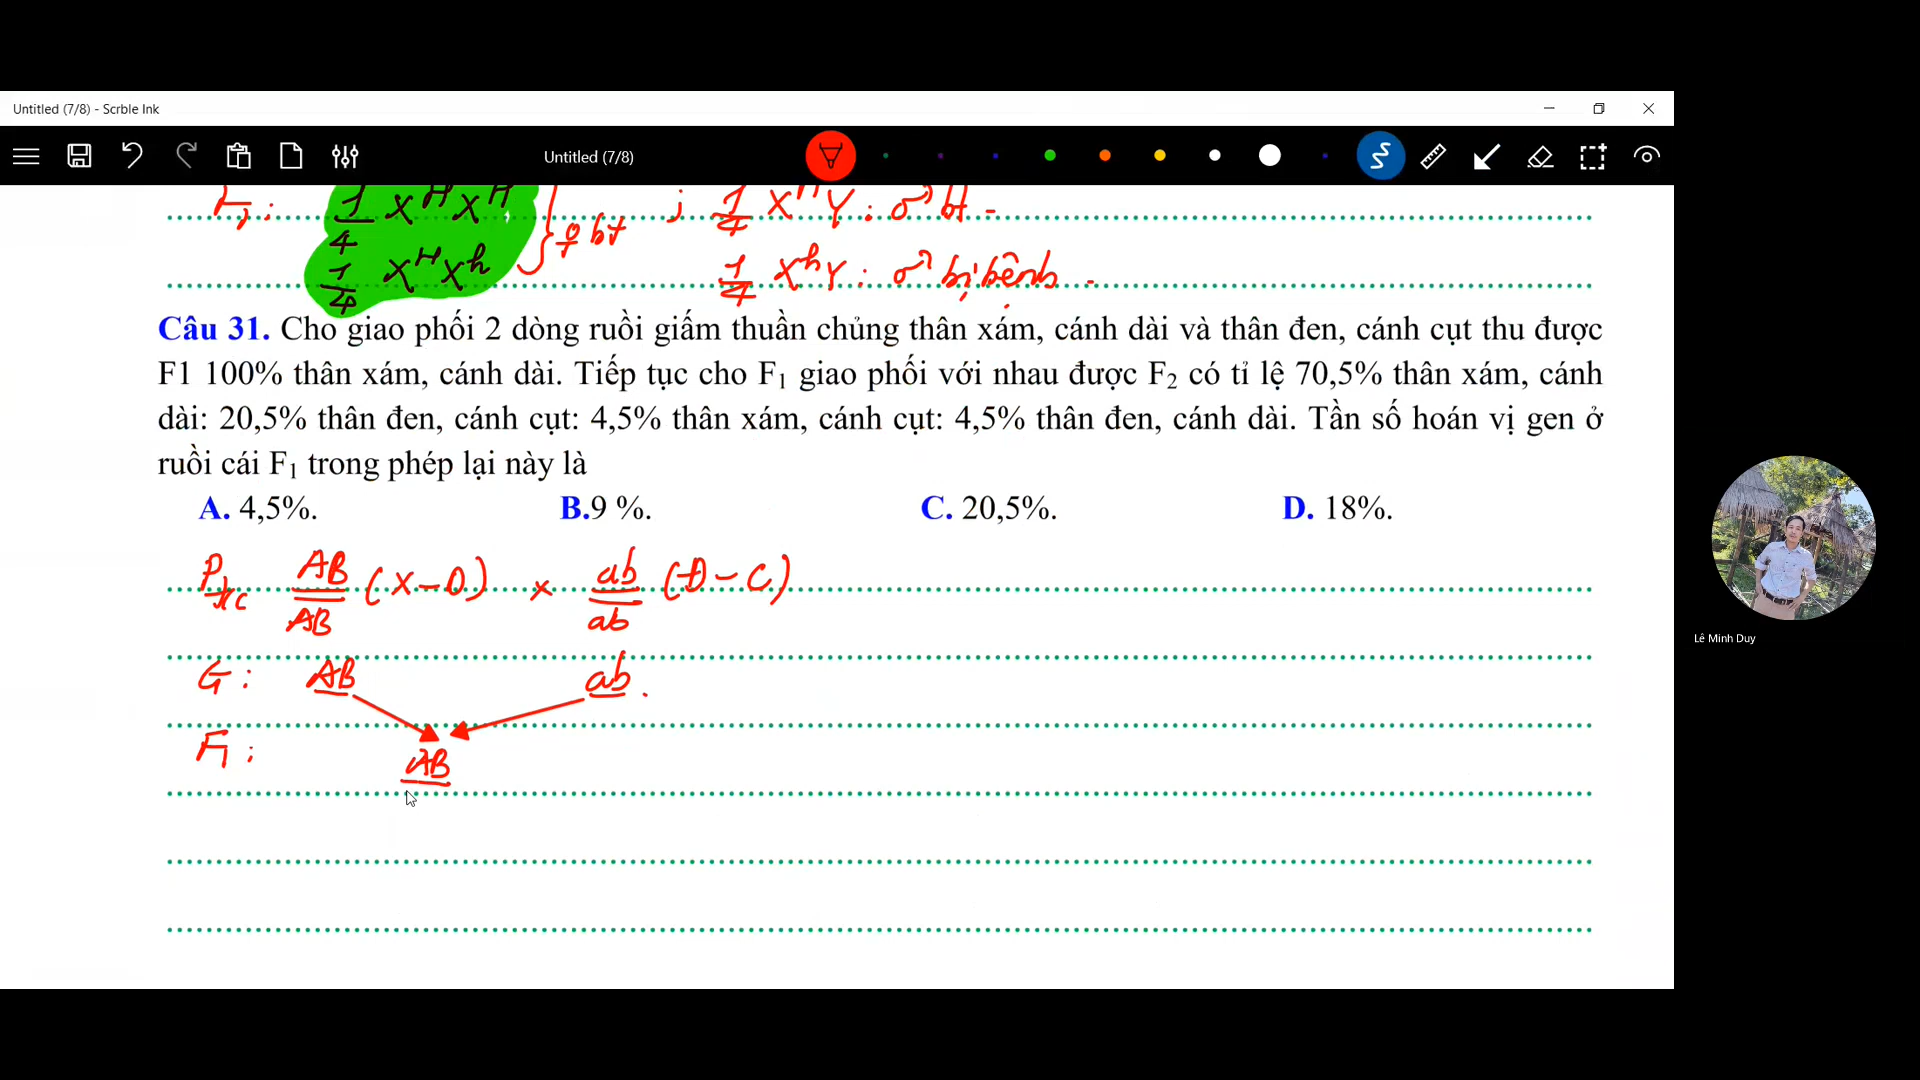 Untitled (7/8) - Scrble Ink
Untitled (7/8)
1/4 X^H X^H } ♀ bt ; 1/4 X^H Y : ♂ bt -
1/4 X^H X^h 1/4 X^h Y : ♂ bị bệnh .
Câu 31. Cho giao phối 2 dòng ruồi giấm thuần chủng thân xám, cánh dài và thân đen, cánh cụt thu được
F1 100% thân xám, cánh dài. Tiếp tục cho F₁ giao phối với nhau được F₂ có tỉ lệ 70,5% thân xám, cánh
dài: 20,5% thân đen, cánh cụt: 4,5% thân xám, cánh cụt: 4,5% thân đen, cánh dài. Tần số hoán vị gen ở
ruồi cái F₁ trong phép lại này là
A. 4,5%. B.9 %. C. 20,5%. D. 18%.
P t/c AB/AB (X-D) × ab/ab (Đ-C)
G : AB ab .
F₁ : AB
Lê Minh Duy